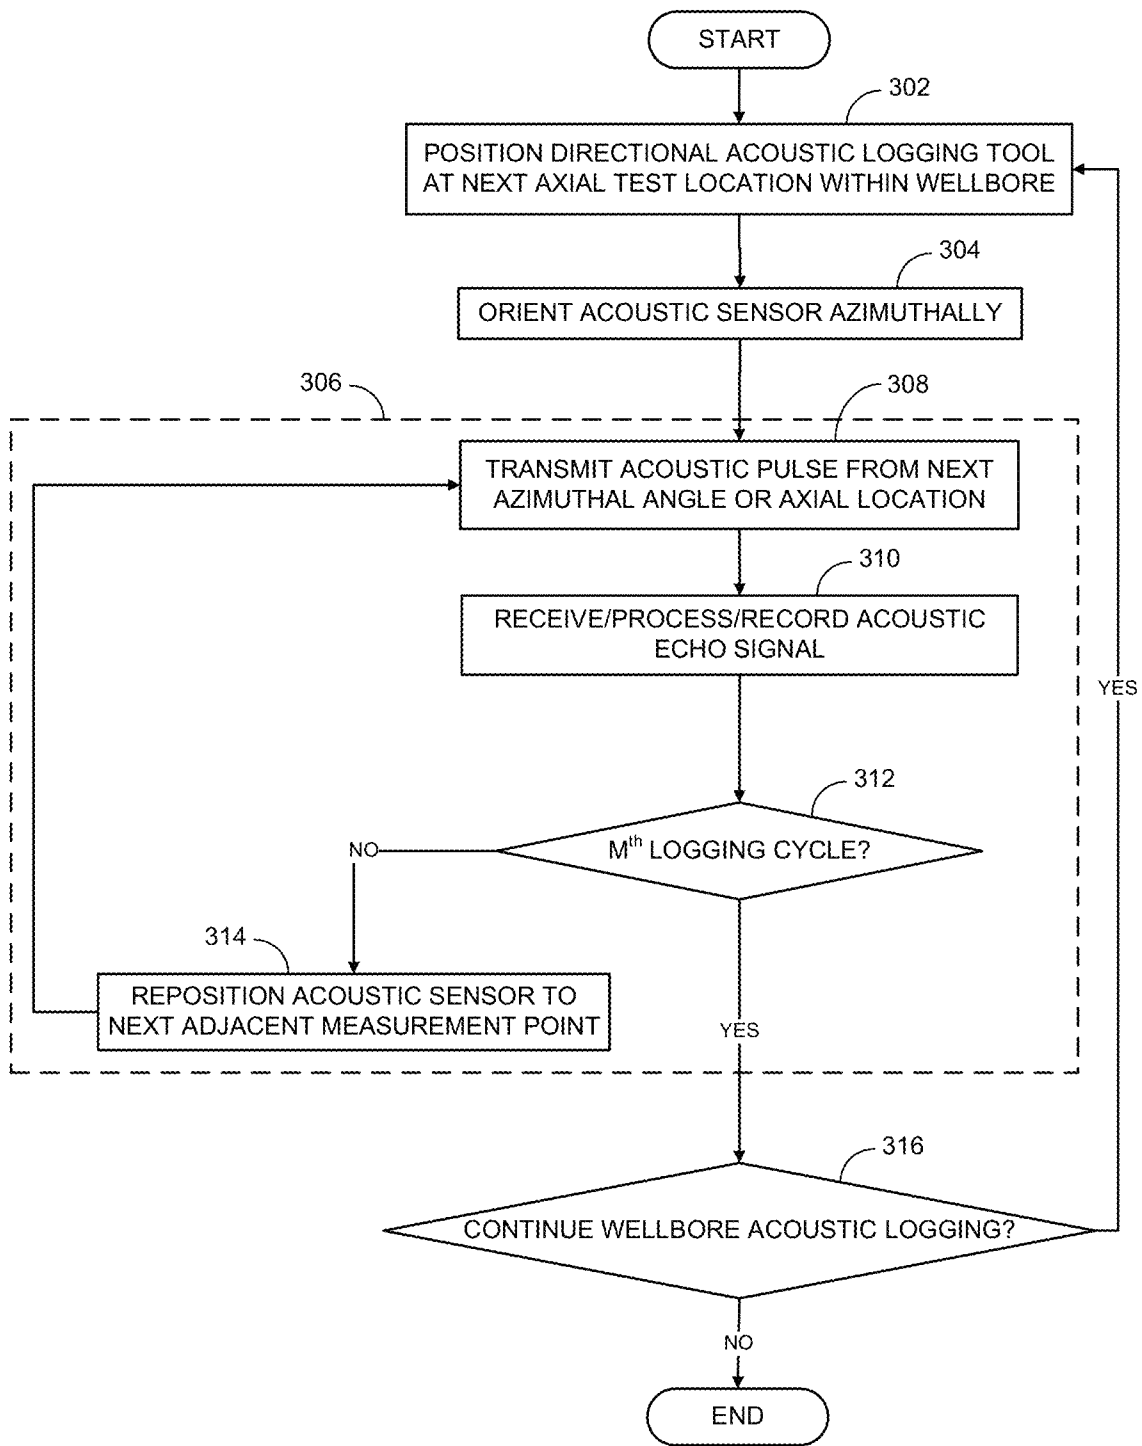 START
302
POSITION DIRECTIONAL ACOUSTIC LOGGING TOOL
AT NEXT AXIAL TEST LOCATION WITHIN WELLBORE
304
ORIENT ACOUSTIC SENSOR AZIMUTHALLY
306
308
TRANSMIT ACOUSTIC PULSE FROM NEXT
AZIMUTHAL ANGLE OR AXIAL LOCATION
310
RECEIVE/PROCESS/RECORD ACOUSTIC
ECHO SIGNAL
YES
312
Mth LOGGING CYCLE?
NO
314
REPOSITION ACOUSTIC SENSOR TO
NEXT ADJACENT MEASUREMENT POINT
YES
316
CONTINUE WELLBORE ACOUSTIC LOGGING?
NO
END